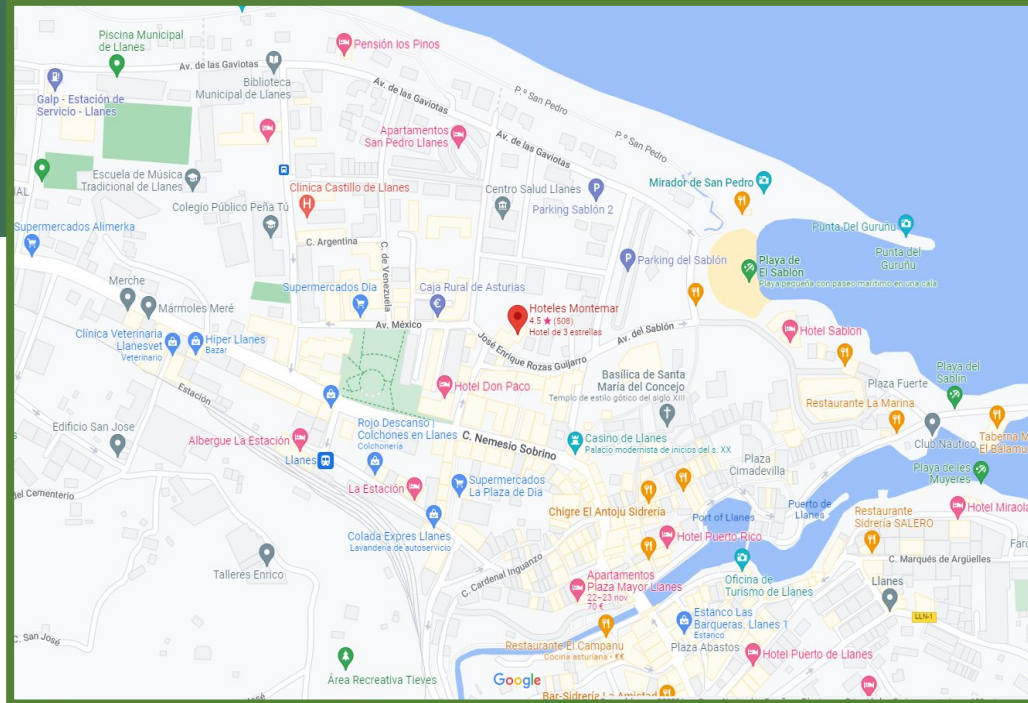 Piscina Municipal
de Llanes
Pensión los Pinos
Av. de las Gaviotas
Biblioteca
Municipal de Llanes
Galp - Estación de
Servicio - Llanes
Av. de las Gaviotas
P.º San Pedro
Apartamentos
San Pedro Llanes
Av. de las Gaviotas
P.º San Pedro
Escuela de Música
Tradicional de Llanes
Clinica Castillo de Llanes
Centro Salud Llanes
Parking Sablón 2
Mirador de San Pedro
Colegio Público Peña Tú
Supermercados Alimerka
C. Argentina
C. de Venezuela
Punta Del Guruñu
Punta del
Guruñu
Parking del Sablón
Playa de
El Sablón
Playa pequeña con paseo marítimo en una cala
Merche
Mármoles Meré
Supermercados Dia
Caja Rural de Asturias
Hoteles Montemar
4,5 ★ (508)
Hotel de 3 estrellas
Av. México
Av. del Sablón
Hotel Sablon
Clínica Veterinaria
Llanesvet
Veterinario
Hiper Llanes
Bazar
José Enrique Rozas Guijarro
Estación
Hotel Don Paco
Basílica de Santa
María del Concejo
Templo de estilo gótico del siglo XIII
Plaza Fuerte
Playa del
Sablín
Restaurante La Marina
Edificio San Jose
Albergue La Estación
Rojo Descanso |
Colchones en Llanes
Colchonería
C. Nemesio Sobrino
Casino de Llanes
Palacio modernista de inicios del s. XX
Club Náutico
Taberna M
El Bálamu
Llanes
Plaza
Cimadevilla
Playa de les
Muyeres
del Cementerio
La Estación
Supermercados
La Plaza de Dia
Chigre El Antoju Sidrería
Port of Llanes
Puerto de
Llanes
Restaurante
Sidrería SALERO
Hotel Miraola
Colada Expres Llanes
Lavandería de autoservicio
Hotel Puerto Rico
C. Marqués de Argüelles
Faro
Talleres Enrico
C. Cardenal Inguanzo
Apartamentos
Plaza Mayor Llanes
22–23 nov
70 €
Oficina de
Turismo de Llanes
Llanes
LLN-1
Estanco Las
Barqueras. Llanes 1
Estanco
C. San José
Restaurante El Campanu
Cocina asturiana • €€
Plaza Abastos
Hotel Puerto de Llanes
Área Recreativa Tieves
Google
Bar-Sidrería La Amistad